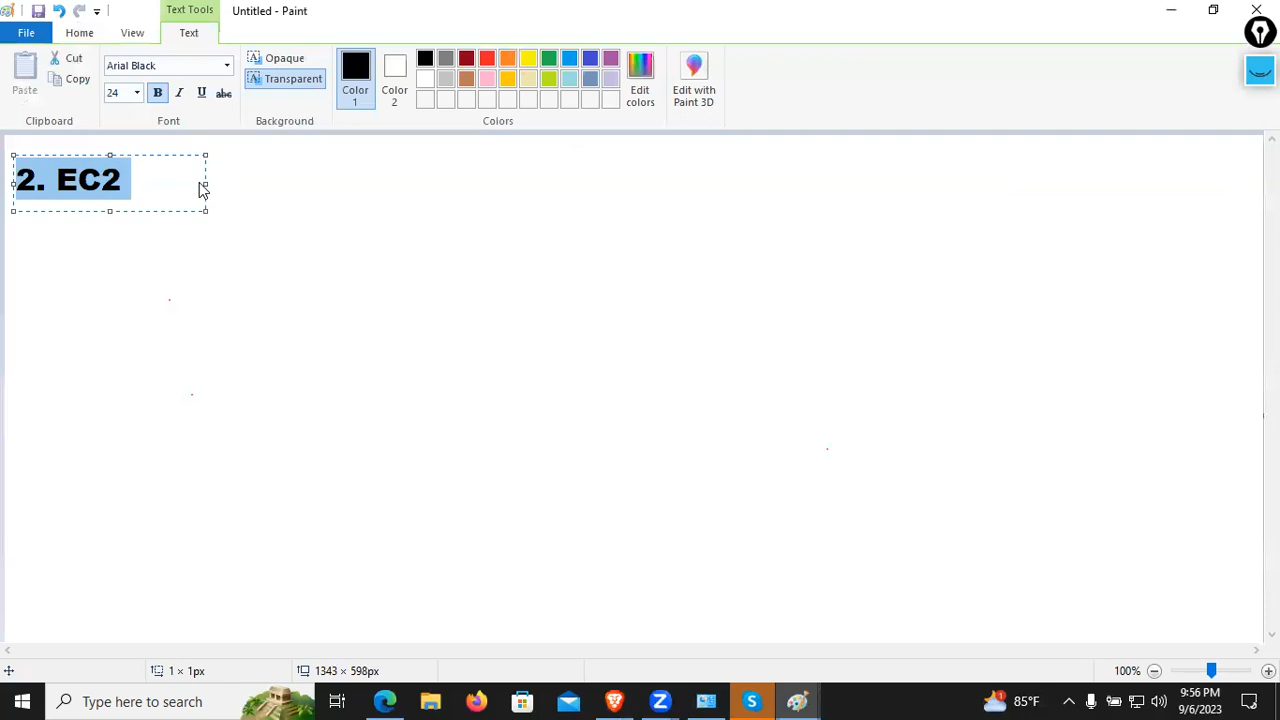 Text Tools
Untitled - Paint
File
Home
View
Text
Paste
Cut
Copy
Clipboard
Arial Black
24
B
I
U
abc
Font
Opaque
Transparent
Background
Color 1
Color 2
Edit colors
Colors
Edit with Paint 3D
2. EC2
1 × 1px
1343 × 598px
100%
Type here to search
85°F
9:56 PM
9/6/2023